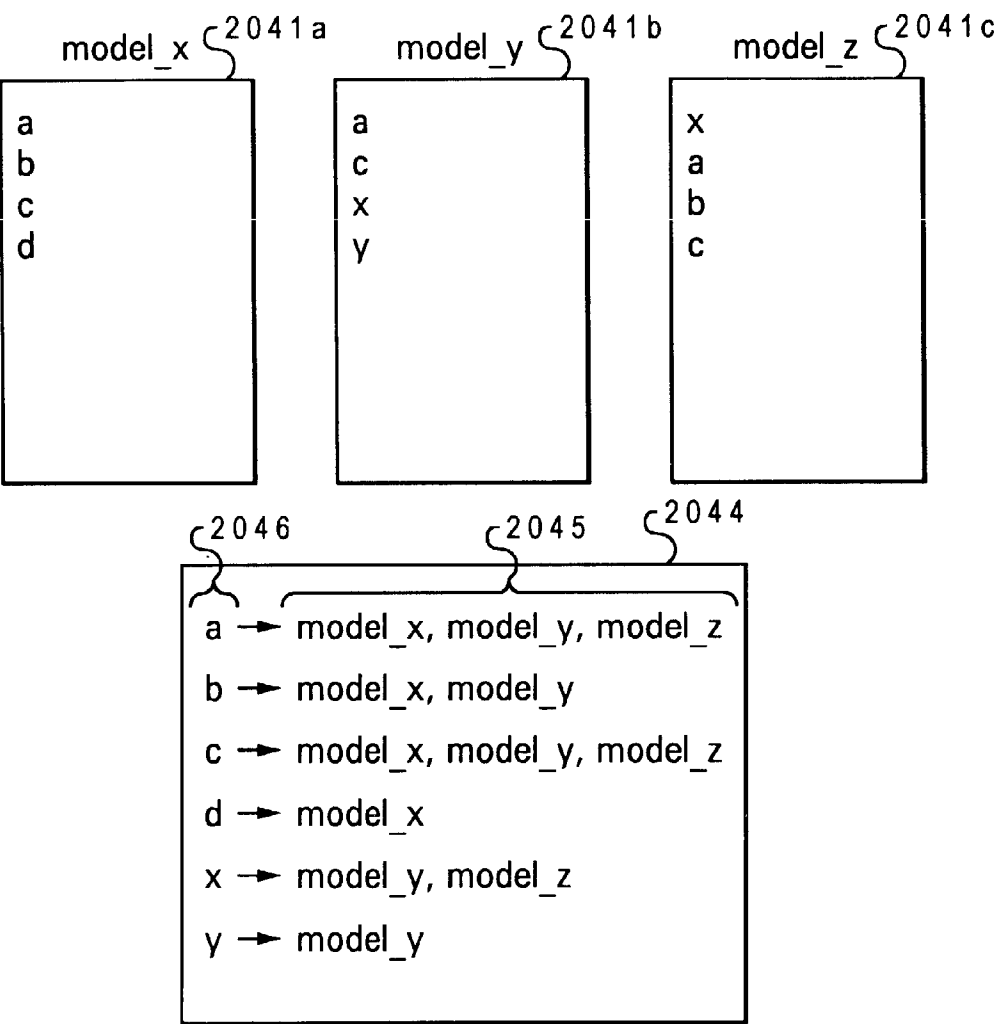 model_x 2041a
a
b
c
d
model_y 2041b
a
c
x
y
model_z 2041c
x
a
b
c
2046 2045 2044
a → model_x, model_y, model_z
b → model_x, model_y
c → model_x, model_y, model_z
d → model_x
x → model_y, model_z
y → model_y